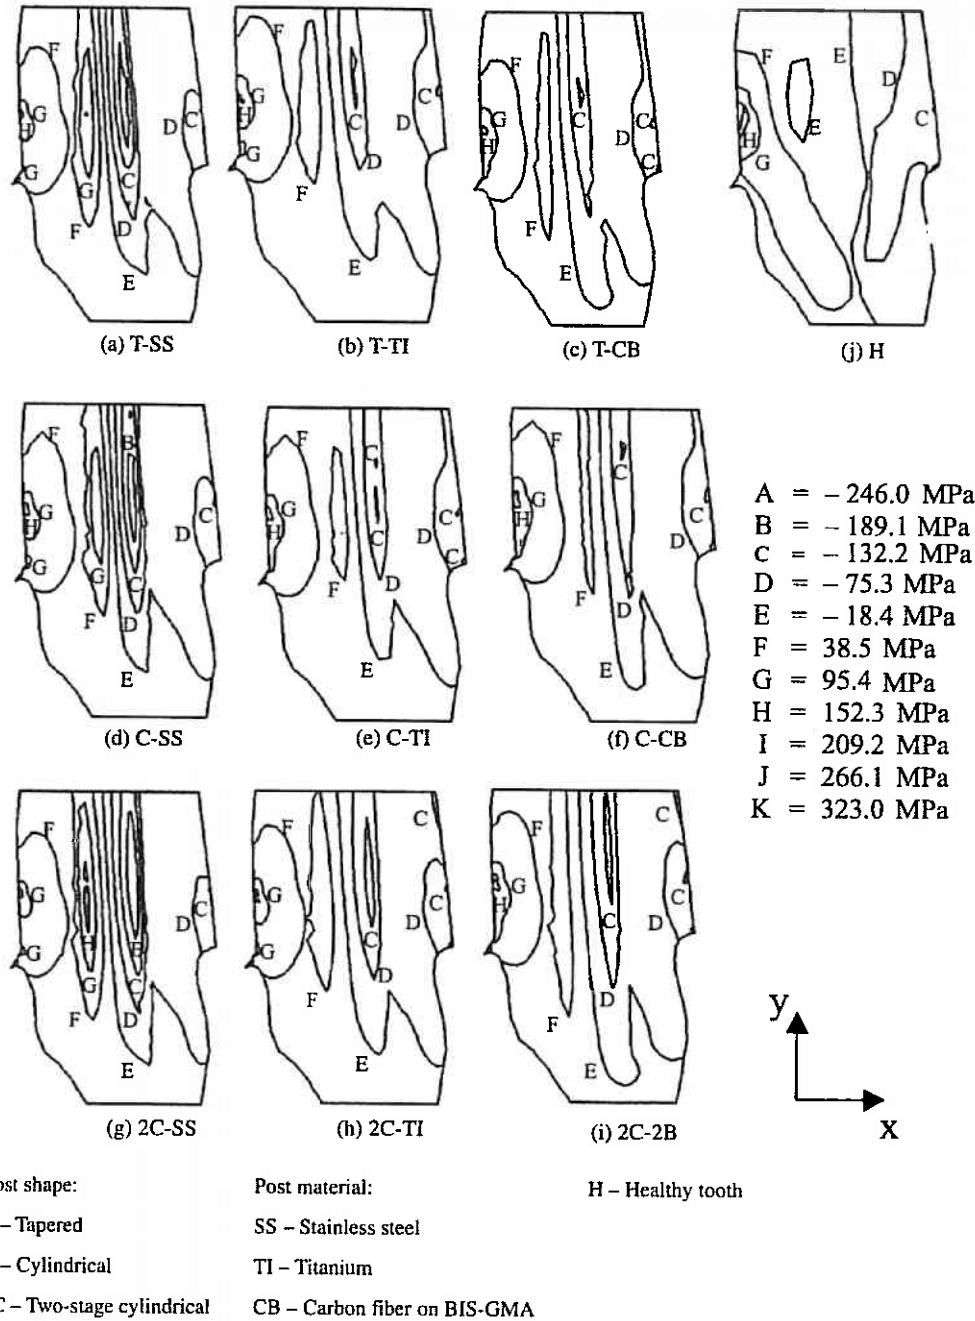 F
G
H
G
G
C
D
C
F
D
E
(a) T-SS
F
G
H
G
C
D
C
D
F
E
(b) T-TI
F
G
H
C
C
D
C
F
E
(c) T-CB
F
E
D
C
E
H
G
(j) H
F
B
G
H
G
G
C
D
C
F
D
E
(d) C-SS
F
C
G
H
C
C
D
C
F
D
E
(e) C-TI
F
C
G
H
C
D
F
D
E
(f) C-CB
A = – 246.0 MPa
B = – 189.1 MPa
C = – 132.2 MPa
D = – 75.3 MPa
E = – 18.4 MPa
F = 38.5 MPa
G = 95.4 MPa
H = 152.3 MPa
I = 209.2 MPa
J = 266.1 MPa
K = 323.0 MPa
F
G
C
D
H
B
G
G
C
F
D
E
(g) 2C-SS
F
C
G
C
D
C
G
D
F
E
(h) 2C-TI
F
C
G
H
C
C
D
D
F
E
(i) 2C-2B
y
x
ost shape:
– Tapered
– Cylindrical
C – Two-stage cylindrical
Post material:
SS – Stainless steel
TI – Titanium
CB – Carbon fiber on BIS-GMA
H – Healthy tooth